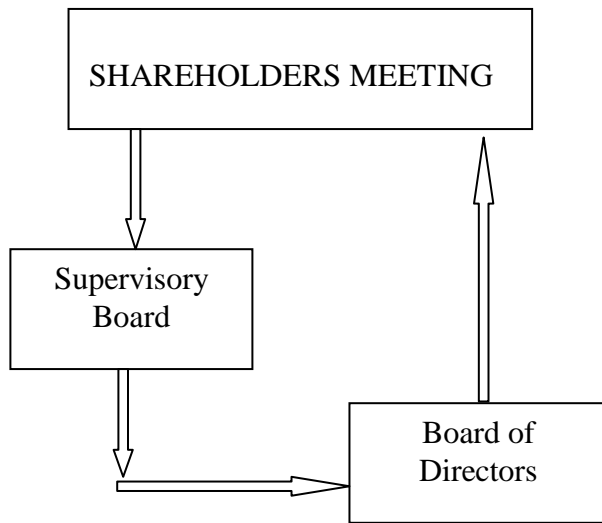 SHAREHOLDERS MEETING
Supervisory
Board
Board of
Directors